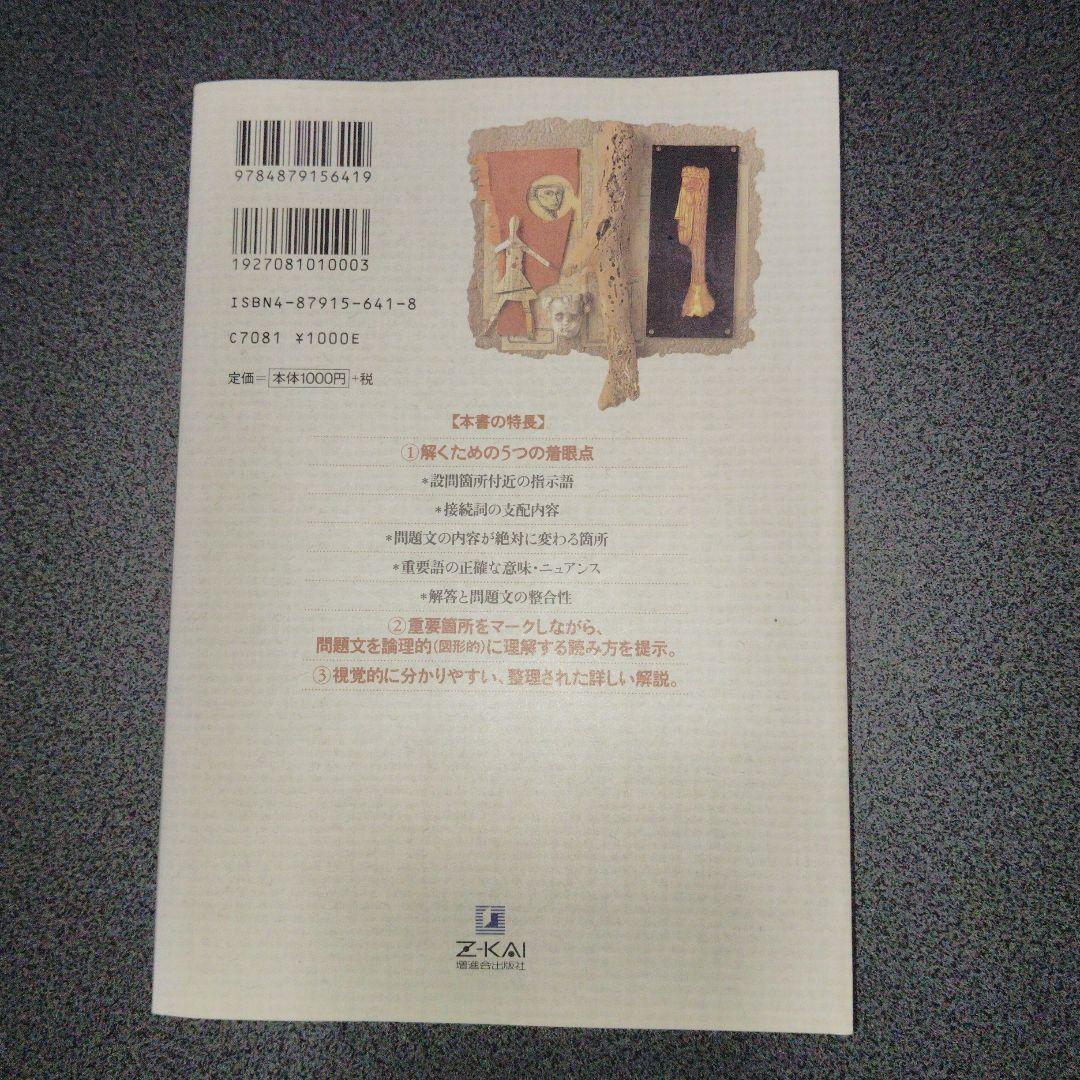 9784879156419
1927081010003
ISBN4-87915-641-8
C7081 ¥1000E
定価=本体1000円+税
【本書の特長】
①解くための5つの着眼点
*設問箇所付近の指示語
*接続詞の支配内容
*問題文の内容が絶対に変わる箇所
*重要語の正確な意味・ニュアンス
*解答と問題文の整合性
②重要箇所をマークしながら、
問題文を論理的(図形的)に理解する読み方を提示。
③視覚的に分かりやすい、整理された詳しい解説。
Z-KAI
増進会出版社